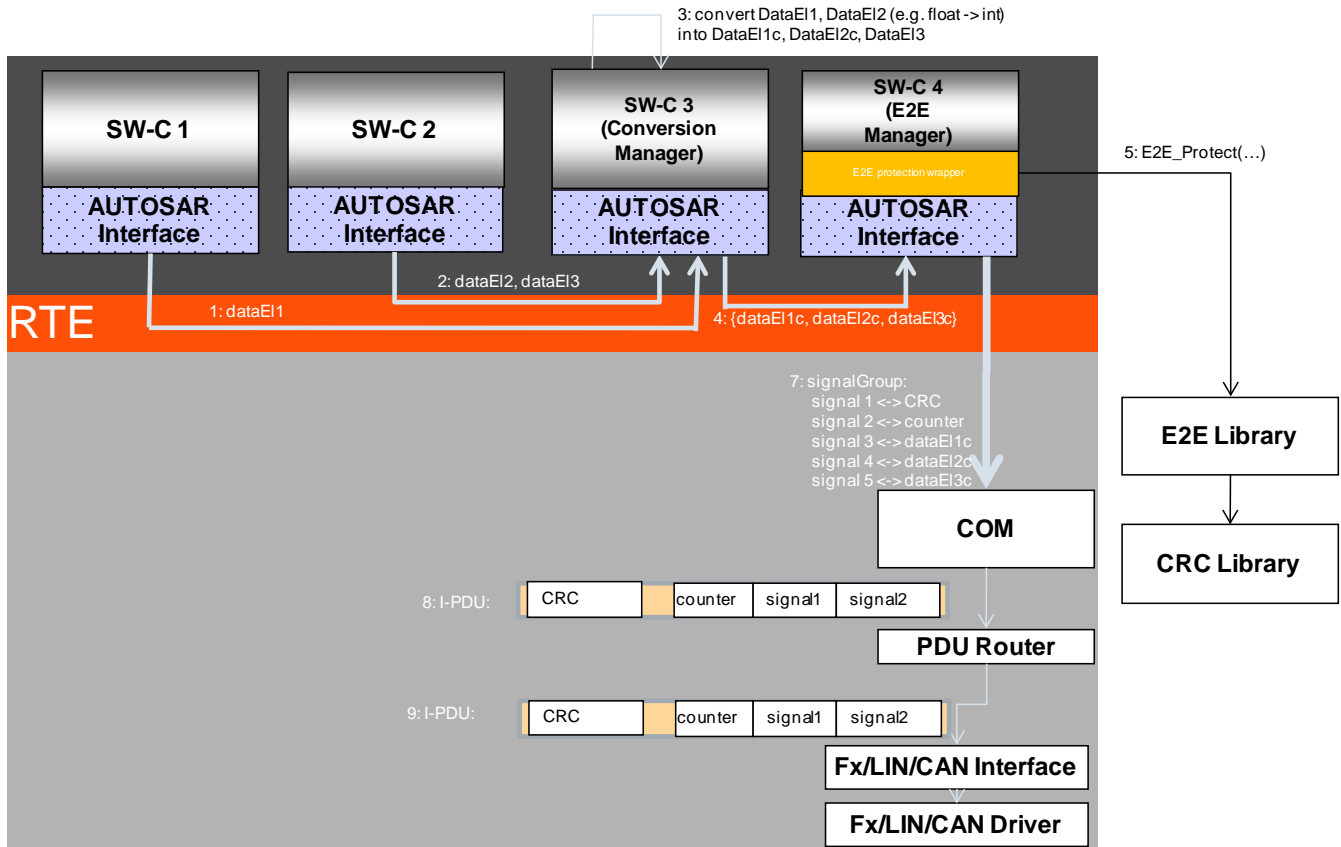 3: convert DataEl1, DataEl2 (e.g. float -> int)
into DataEl1c, DataEl2c, DataEl3
SW-C 1
SW-C 2
SW-C 3
(Conversion
Manager)
SW-C 4
(E2E
Manager)
E2E protection wrapper
5: E2E_Protect(…)
AUTOSAR
Interface
AUTOSAR
Interface
AUTOSAR
Interface
AUTOSAR
Interface
2: dataEl2, dataEl3
1: dataEl1
4: {dataEl1c, dataEl2c, dataEl3c}
RTE
7: signalGroup:
signal 1 <-> CRC
signal 2 <-> counter
signal 3 <-> dataEl1c
signal 4 <-> dataEl2c
signal 5 <-> dataEl3c
E2E Library
COM
CRC Library
8: I-PDU:
CRC
counter
signal1
signal2
PDU Router
9: I-PDU:
CRC
counter
signal1
signal2
Fx/LIN/CAN Interface
Fx/LIN/CAN Driver